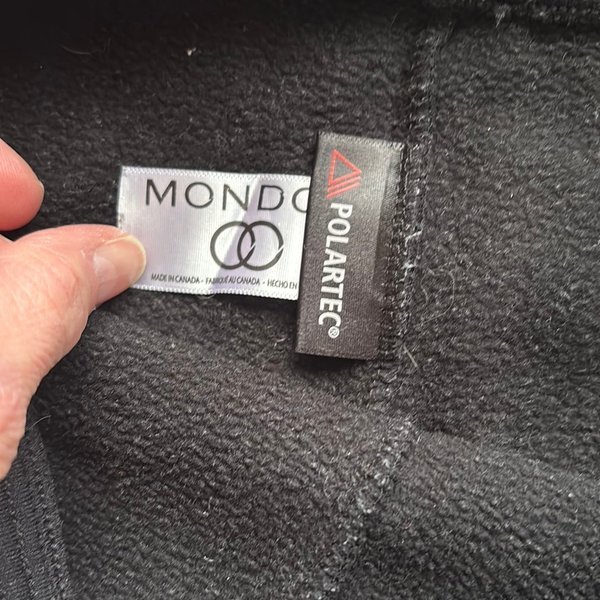 MONDO
MADE IN CANADA • FABRIQUÉ AU CANADA • HECHO EN
POLARTEC®